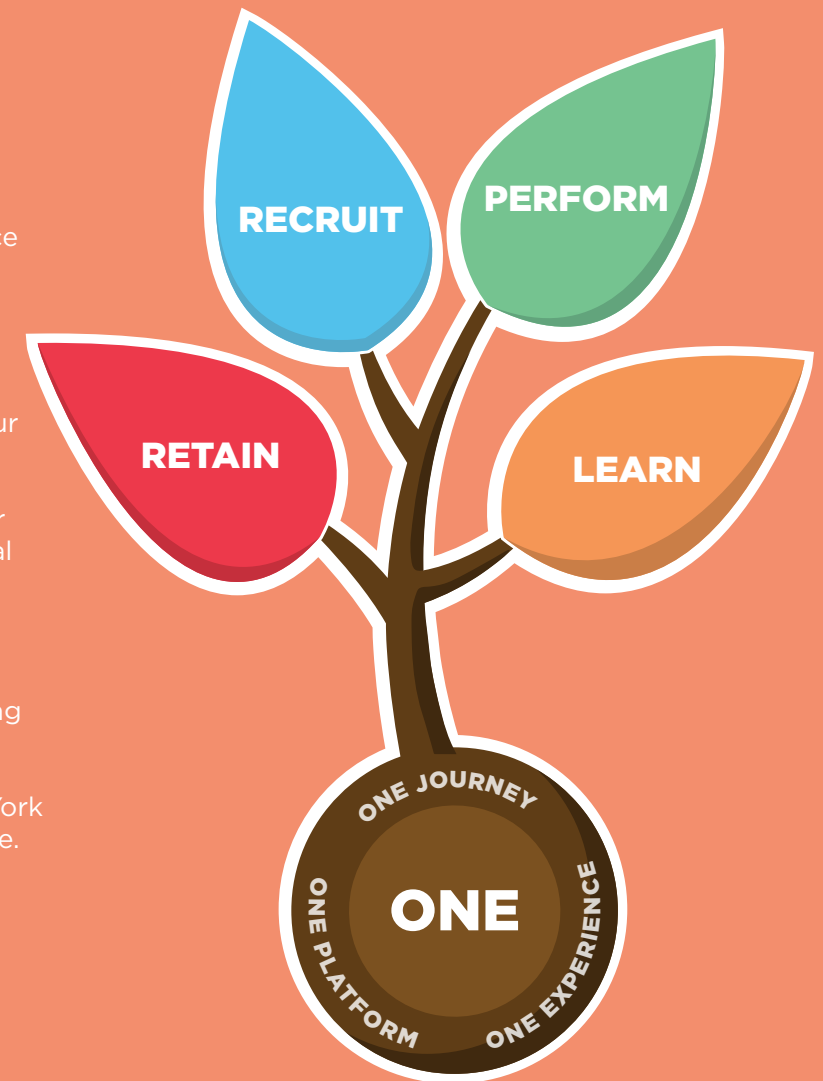 RECRUIT
PERFORM
RETAIN
LEARN
ONE JOURNEY
ONE PLATFORM
ONE EXPERIENCE
ONE